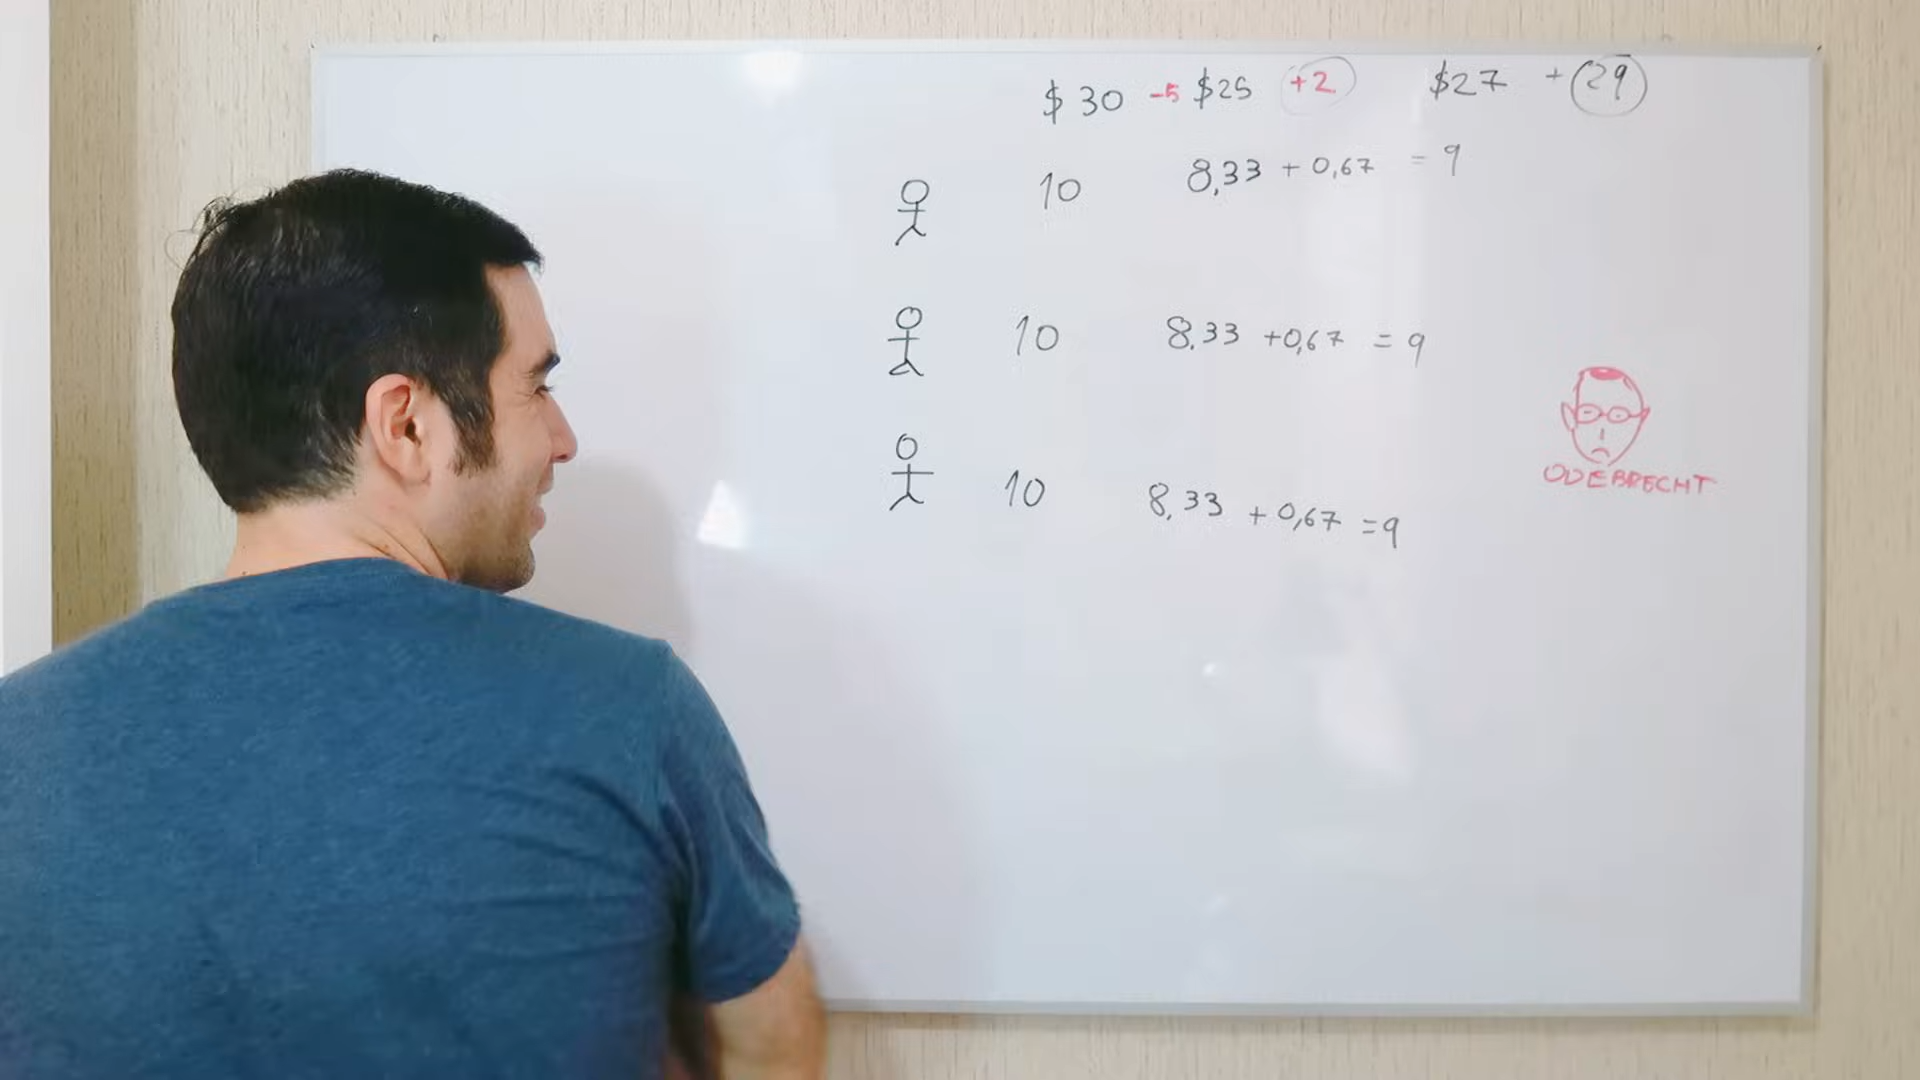 $ 30 -5 $25 +2 $27 + 29
10 8,33 + 0,67 = 9
10 8.33 +0,67 = 9
10 8,33 + 0,67 =9
ODEBRECHT